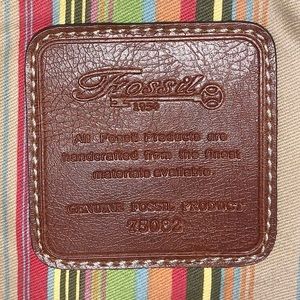 Fossil
1954
All Fossil Products are
handcrafted from the finest
materials available
GENUINE FOSSIL PRODUCT
75082